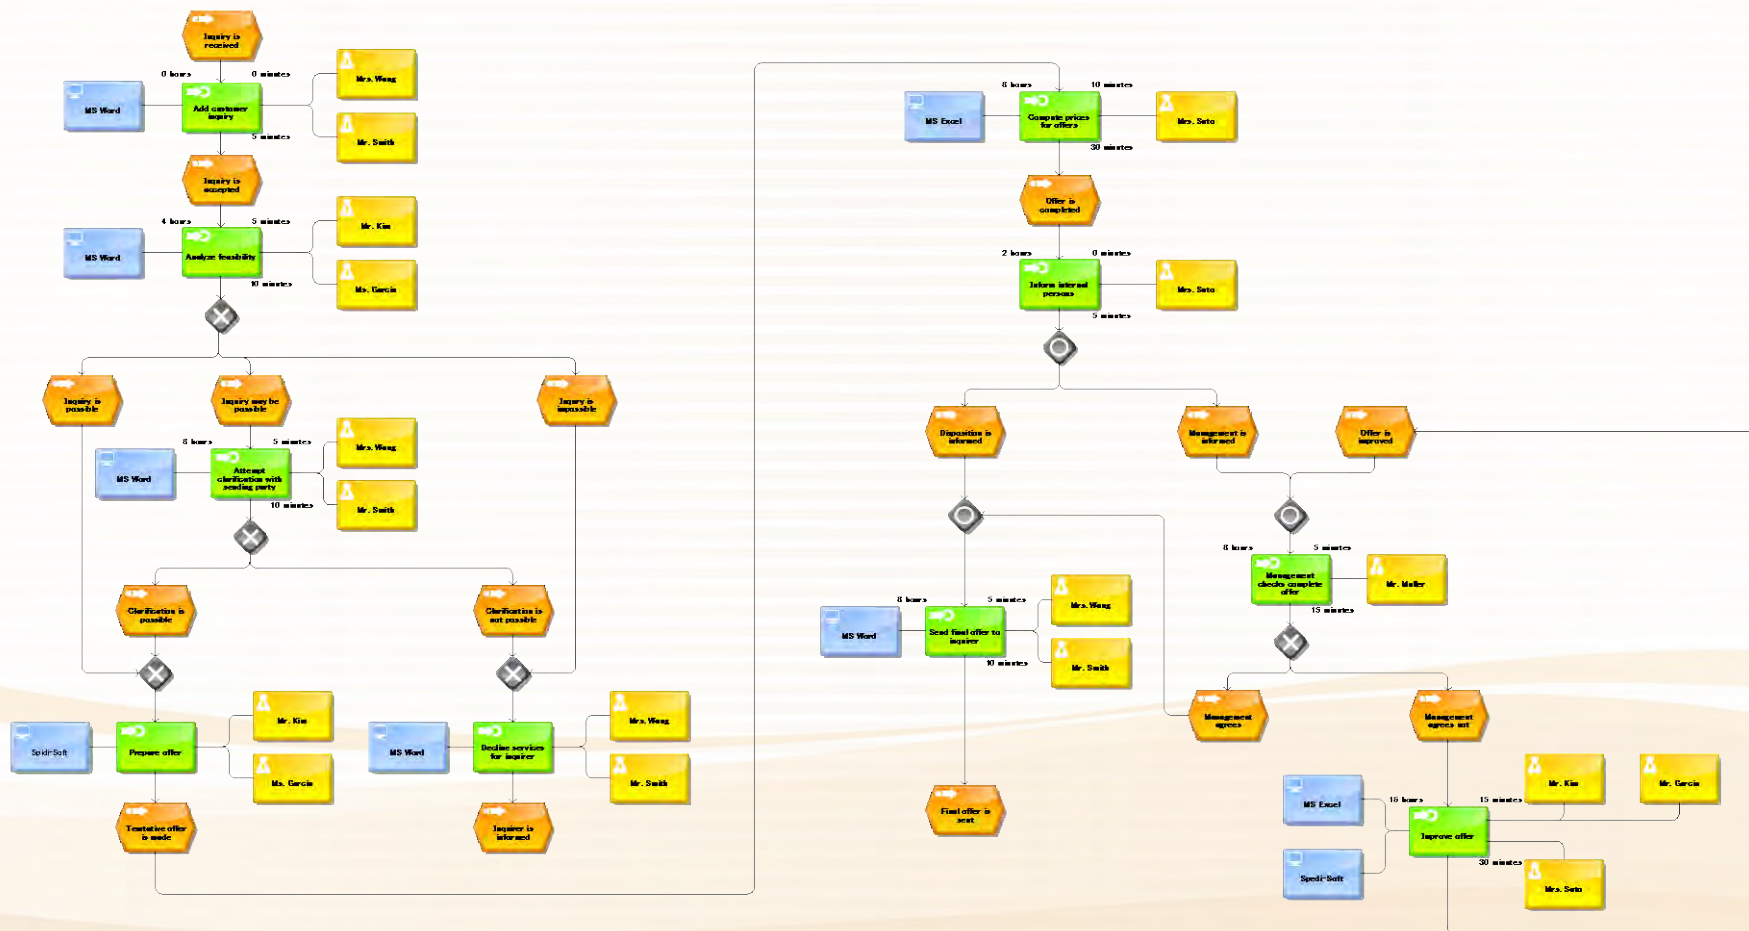 Inquiry is
received
0 hours
0 minutes
Mrs. Wang
MS Word
Add customer
inquiry
5 minutes
Mr. Smith
Inquiry is
accepted
4 hours
5 minutes
Mr. Kim
MS Word
Analyze feasibility
10 minutes
Ms. Garcia
Inquiry is
possible
Inquiry may be
possible
Inquiry is
impossible
8 hours
5 minutes
Mrs. Wang
MS Word
Attempt
clarification with
sending party
10 minutes
Mr. Smith
Clarification is
possible
Clarification is
not possible
Spidi-Soft
Prepare offer
Mr. Kim
Ms. Garcia
MS Word
Decline services
for inquirer
Mrs. Wang
Mr. Smith
Tentative offer
is made
Inquirer is
informed
8 hours
10 minutes
MS Excel
Compute prices
for offers
Mrs. Sato
30 minutes
Offer is
completed
2 hours
0 minutes
Inform internal
persons
Mrs. Sato
5 minutes
Disposition is
informed
Management is
informed
Offer is
improved
8 hours
5 minutes
Management
checks complete
offer
Mr. Muller
15 minutes
8 hours
5 minutes
Mrs. Wang
MS Word
Send final offer to
inquirer
10 minutes
Mr. Smith
Management
agrees
Management
agrees not
Final offer is
sent
MS Excel
16 hours
15 minutes
Mr. Kim
Mr. Garcia
Improve offer
Spedi-Soft
30 minutes
Mrs. Sato